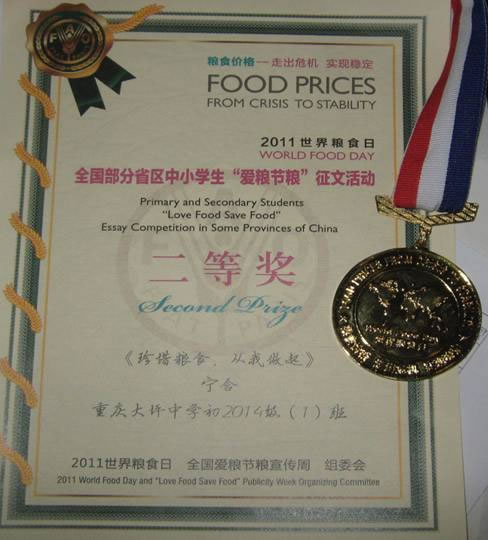 FAO
粮食价格—走出危机 实现稳定
FOOD PRICES
FROM CRISIS TO STABILITY
2011世界粮食日
WORLD FOOD DAY
全国部分省区中小学生“爱粮节粮”征文活动
Primary and Secondary Students
“Love Food Save Food”
Essay Competition in Some Provinces of China
二等奖
Second Prize
《珍惜粮食、从我做起》
宁含
重庆大坪中学初2014级（1）班
2011世界粮食日 全国爱粮节粮宣传周 组委会
2011 World Food Day and “Love Food Save Food” Publicity Week Organizing Committee